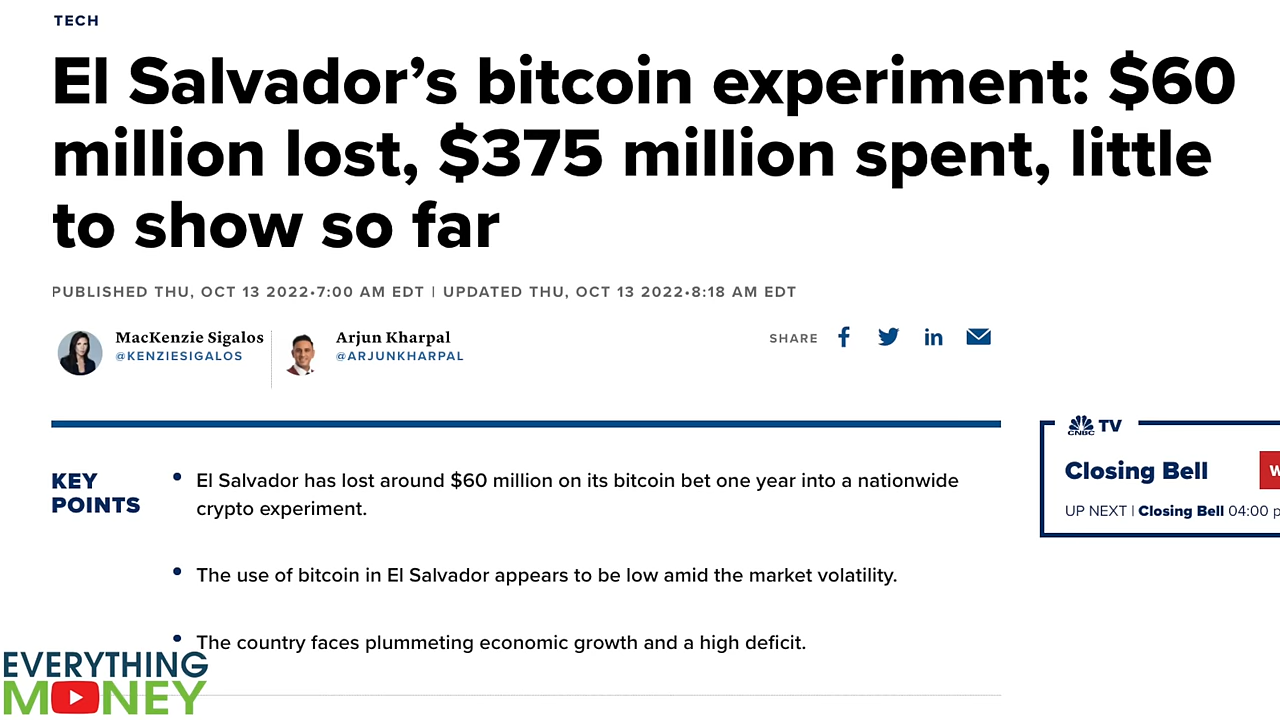 TECH
El Salvador’s bitcoin experiment: $60
million lost, $375 million spent, little
to show so far
PUBLISHED THU, OCT 13 2022•7:00 AM EDT | UPDATED THU, OCT 13 2022•8:18 AM EDT
MacKenzie Sigalos
@KENZIESIGALOS
Arjun Kharpal
@ARJUNKHARPAL
SHARE
KEY
POINTS
• El Salvador has lost around $60 million on its bitcoin bet one year into a nationwide
crypto experiment.
• The use of bitcoin in El Salvador appears to be low amid the market volatility.
• The country faces plummeting economic growth and a high deficit.
CNBC TV
Closing Bell
W
UP NEXT | Closing Bell 04:00 p
EVERYTHING
MONEY